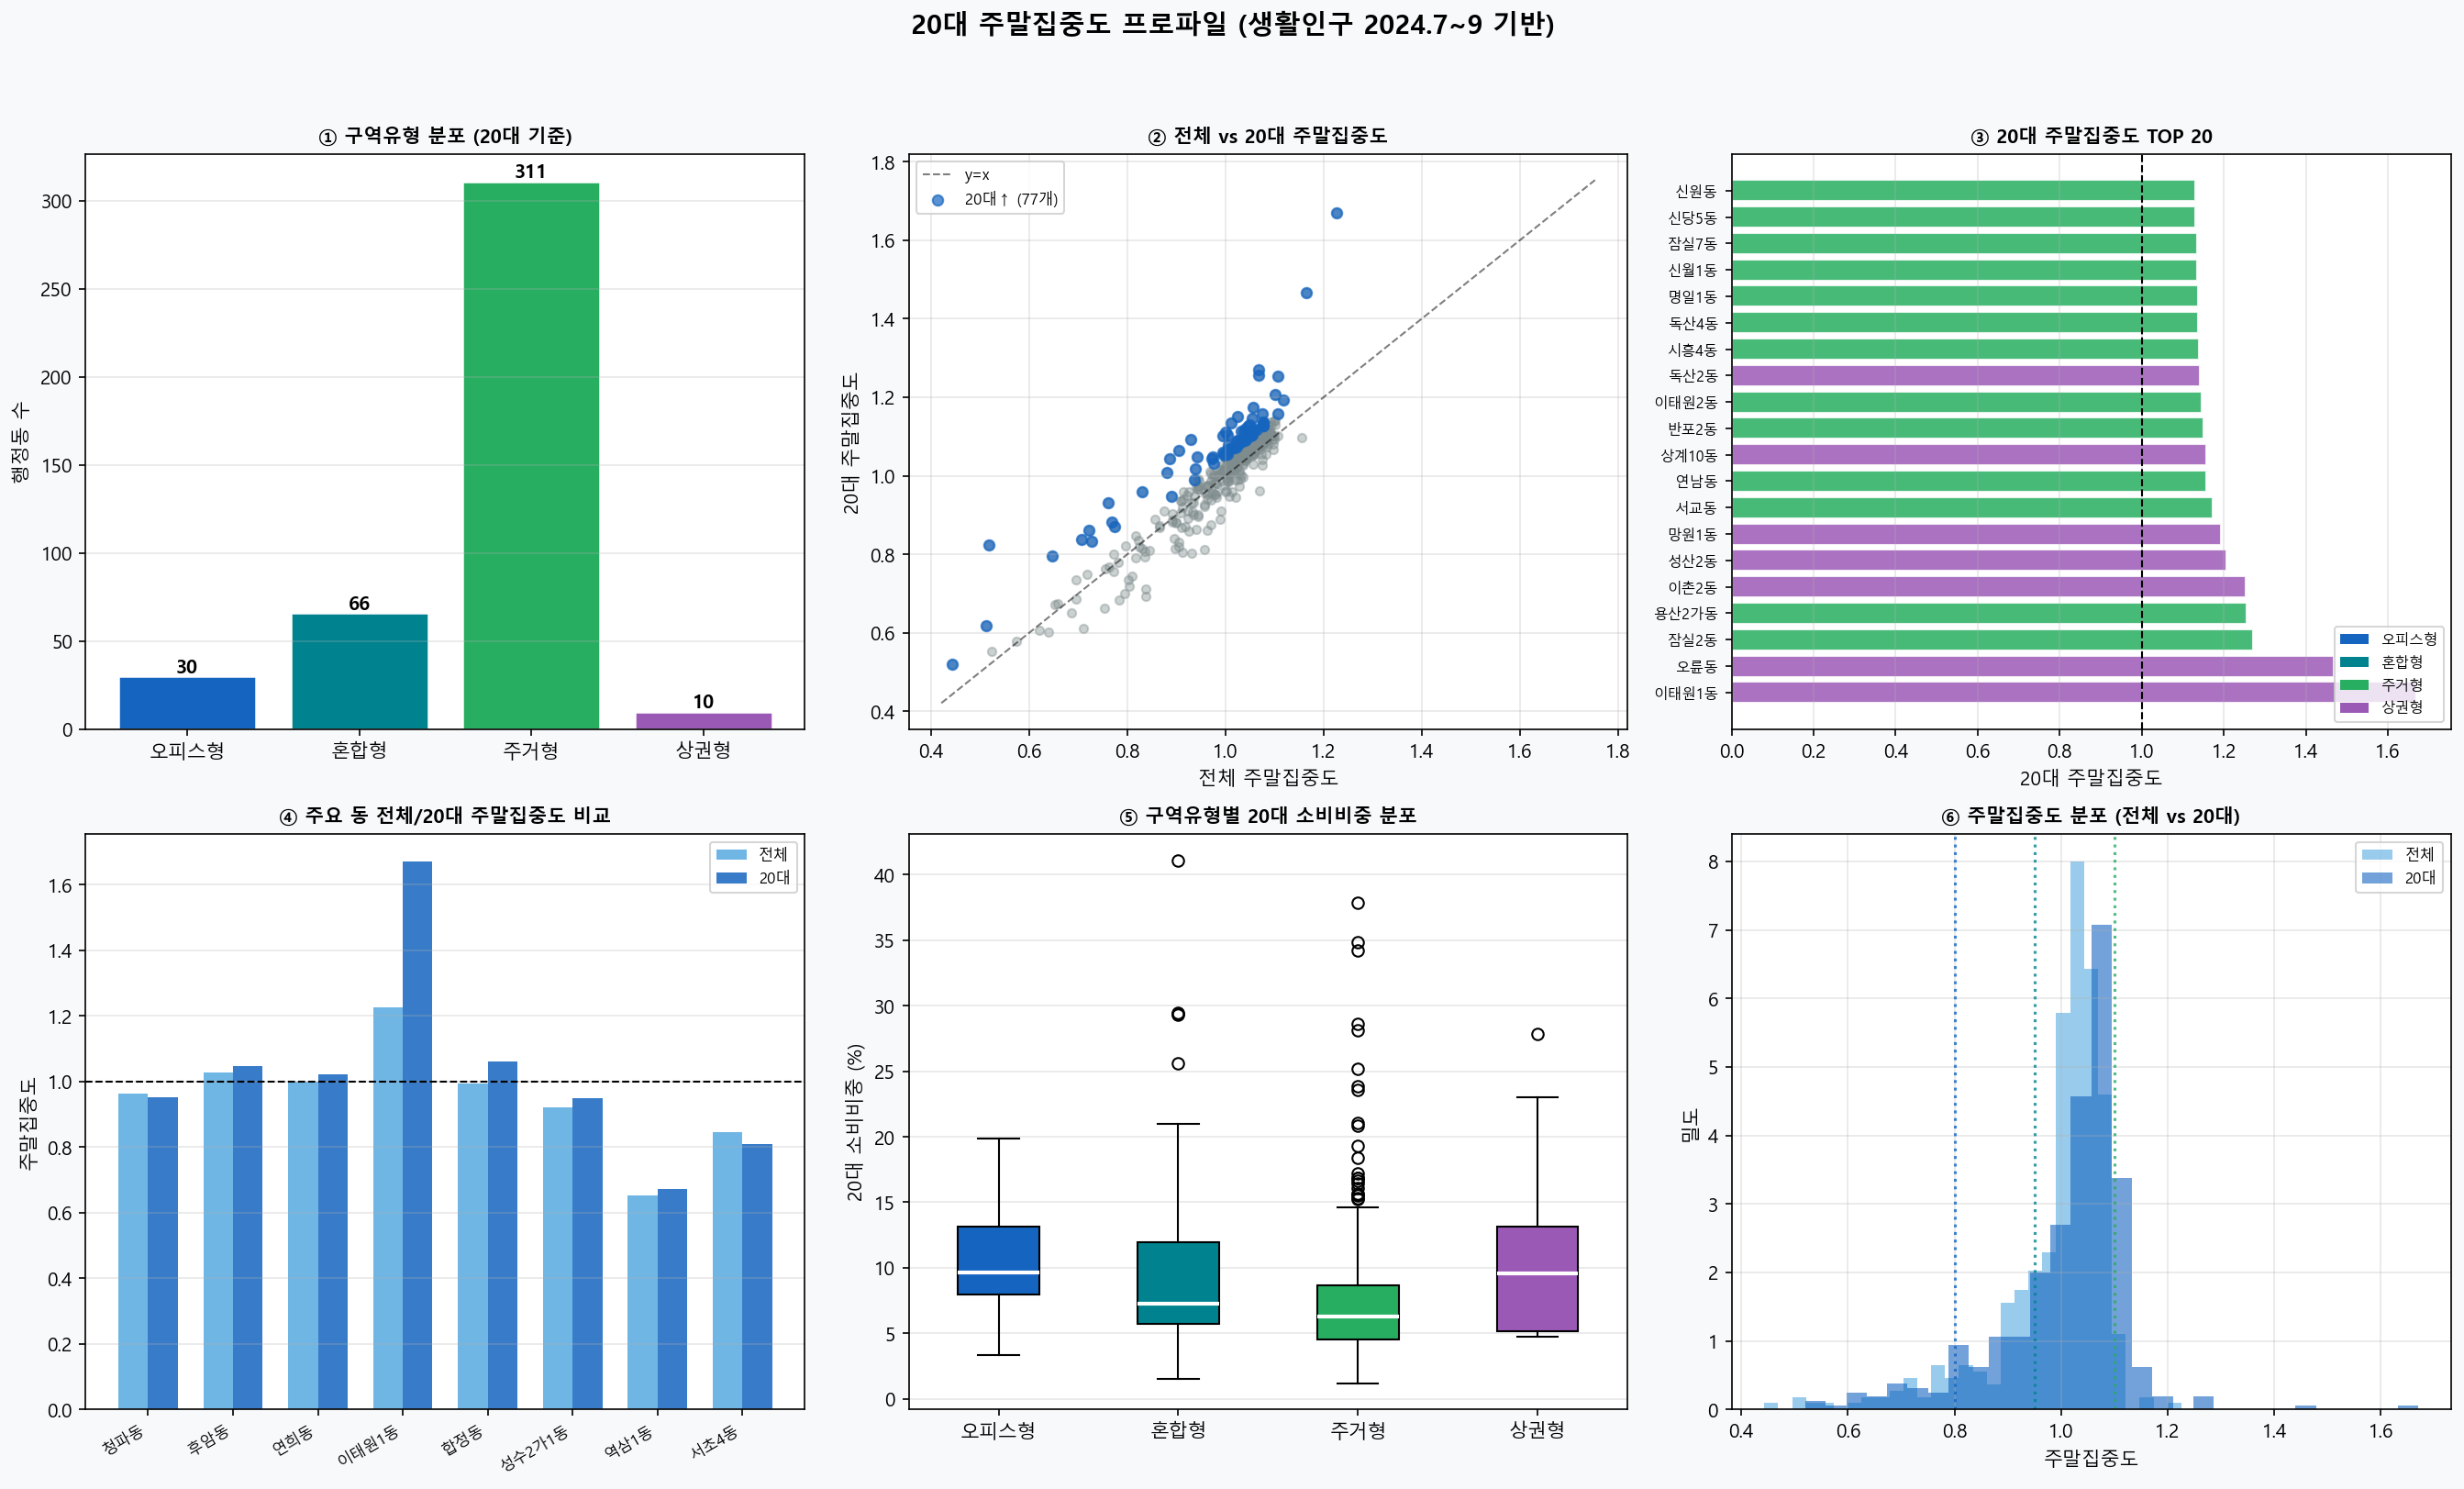 20대 주말집중도 프로파일 (생활인구 2024.7~9 기반)
① 구역유형 분포 (20대 기준)
행정동 수
300
250
200
150
100
50
0
30
66
311
10
오피스형
혼합형
주거형
상권형
② 전체 vs 20대 주말집중도
y=x
20대↑ (77개)
20대 주말집중도
1.8
1.6
1.4
1.2
1.0
0.8
0.6
0.4
0.4
0.6
0.8
1.0
1.2
1.4
1.6
1.8
전체 주말집중도
③ 20대 주말집중도 TOP 20
신원동
신당5동
잠실7동
신월1동
명일1동
독산4동
시흥4동
독산2동
이태원2동
반포2동
상계10동
연남동
서교동
망원1동
성산2동
이촌2동
용산2가동
잠실2동
오륜동
이태원1동
오피스형
혼합형
주거형
상권형
0.0
0.2
0.4
0.6
0.8
1.0
1.2
1.4
1.6
20대 주말집중도
④ 주요 동 전체/20대 주말집중도 비교
전체
20대
주말집중도
1.6
1.4
1.2
1.0
0.8
0.6
0.4
0.2
0.0
청파동
후암동
연희동
이태원1동
합정동
성수2가1동
역삼1동
서초4동
⑤ 구역유형별 20대 소비비중 분포
20대 소비비중 (%)
40
35
30
25
20
15
10
5
0
오피스형
혼합형
주거형
상권형
⑥ 주말집중도 분포 (전체 vs 20대)
전체
20대
밀도
8
7
6
5
4
3
2
1
0
0.4
0.6
0.8
1.0
1.2
1.4
1.6
주말집중도